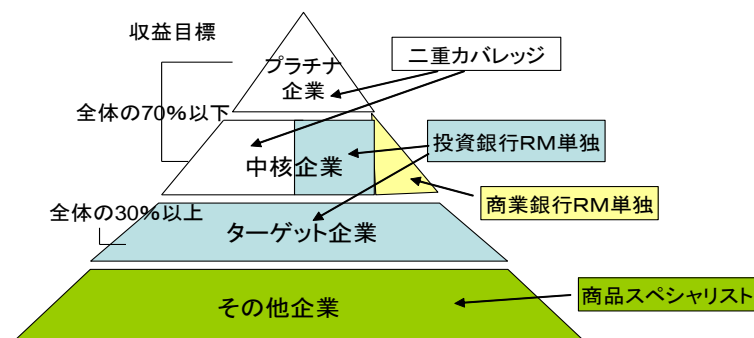 収益目標
二重カバレッジ
プラチナ
企業
全体の70%以下
中核企業
投資銀行RM単独
商業銀行RM単独
全体の30%以上
ターゲット企業
その他企業
商品スペシャリスト